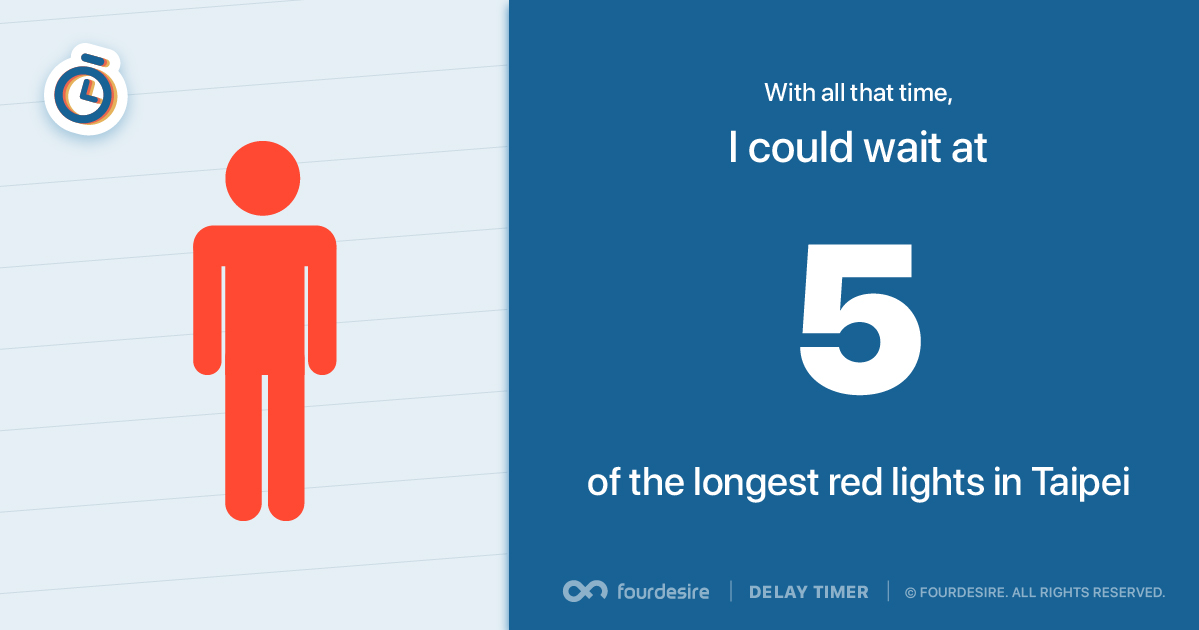 With all that time,
I could wait at
5
of the longest red lights in Taipei
fourdesire | DELAY TIMER | © FOURDESIRE. ALL RIGHTS RESERVED.